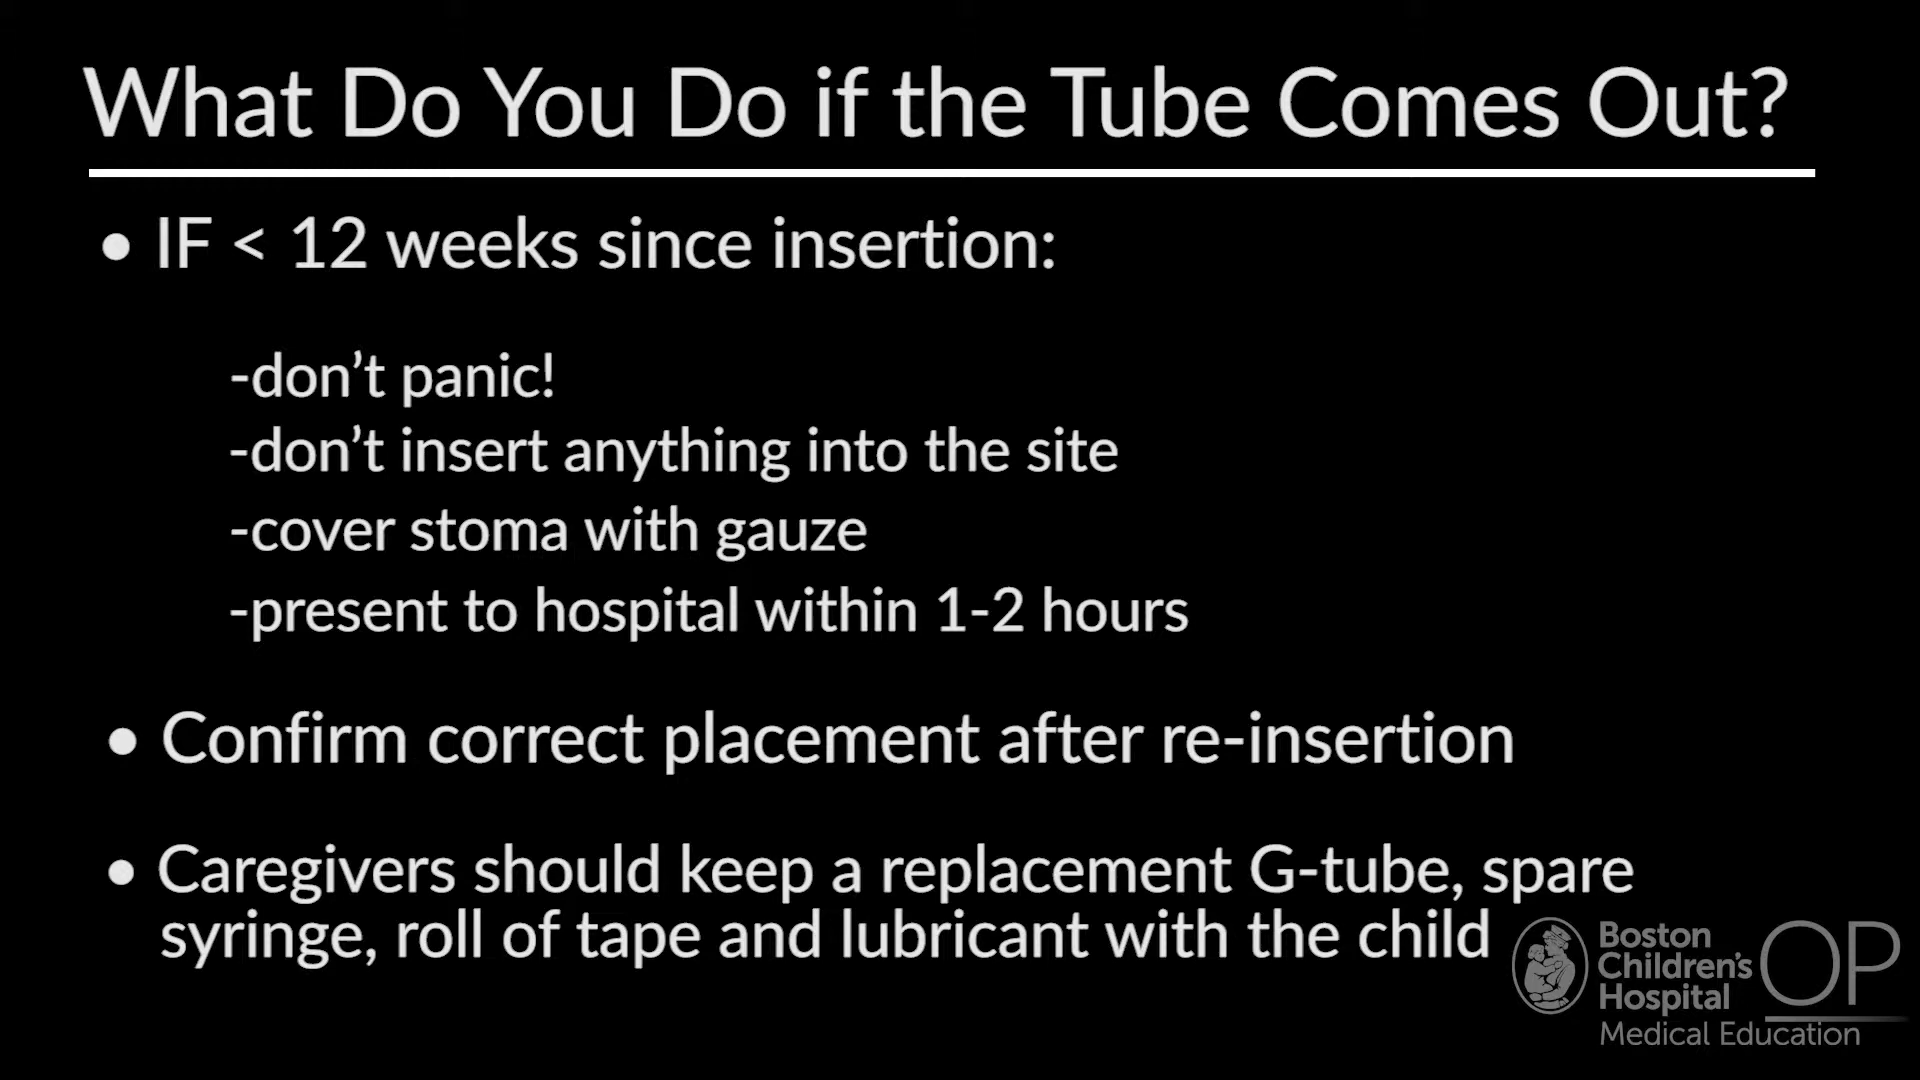 What Do You Do if the Tube Comes Out?
• IF < 12 weeks since insertion:
-don’t panic!
-don’t insert anything into the site
-cover stoma with gauze
-present to hospital within 1-2 hours
• Confirm correct placement after re-insertion
• Caregivers should keep a replacement G-tube, spare
syringe, roll of tape and lubricant with the child
Boston
Children's
Hospital
OP
Medical Education